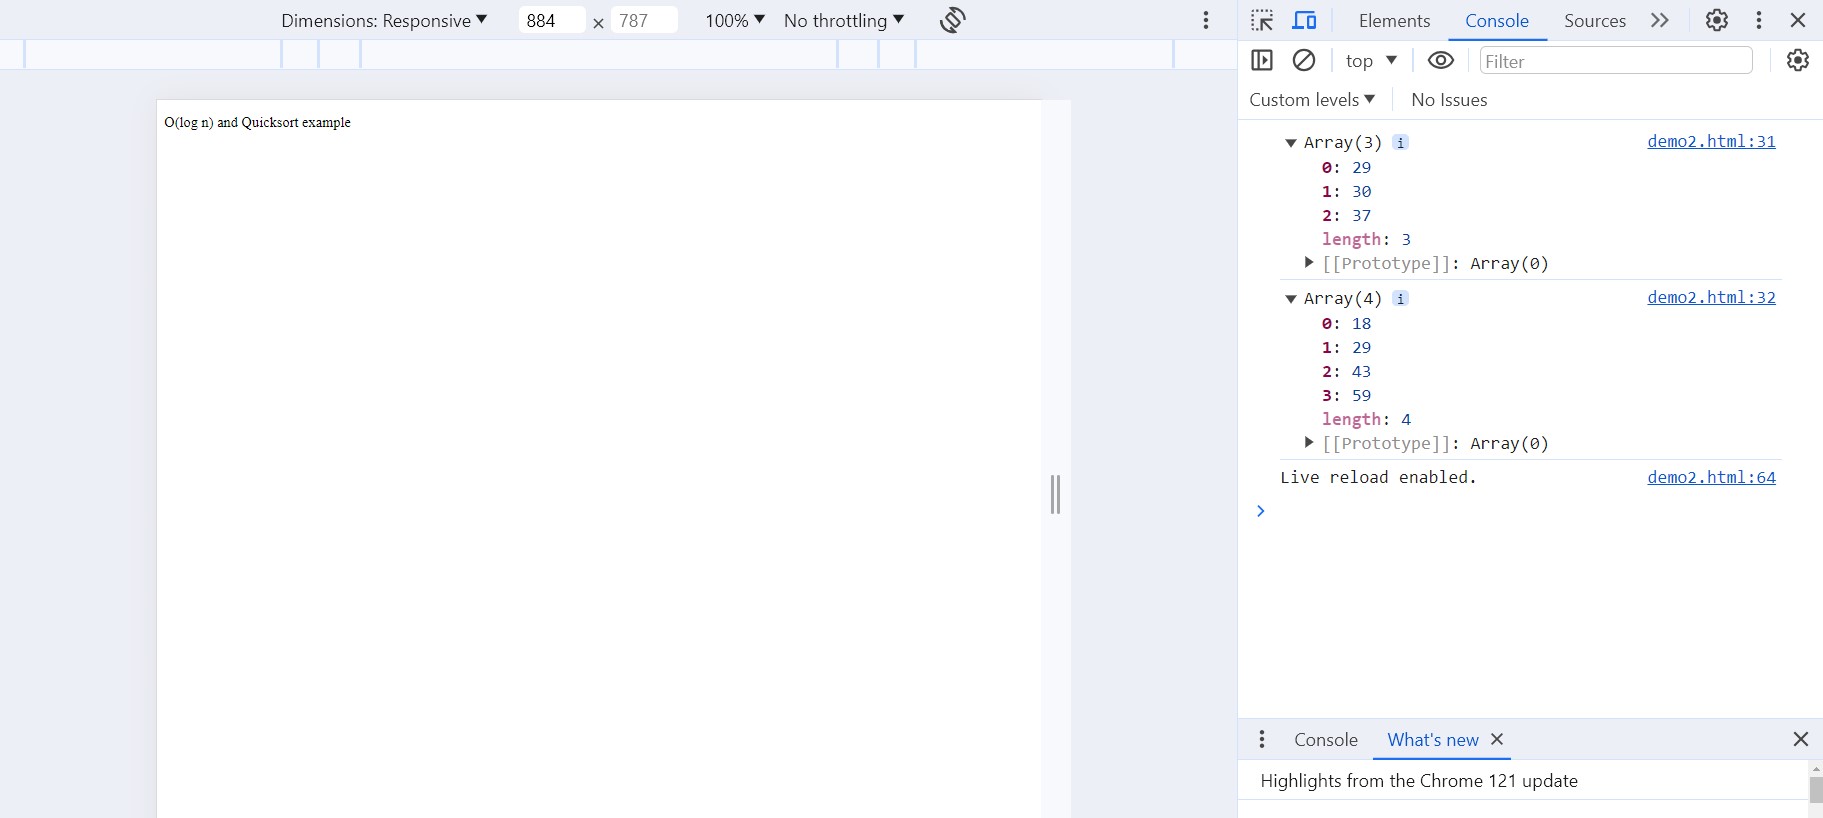 Dimensions: Responsive 884 × 787 100% No throttling
O(log n) and Quicksort example
Elements Console Sources
top Filter
Custom levels No Issues
Array(3) i demo2.html:31
0: 29
1: 30
2: 37
length: 3
[[Prototype]]: Array(0)
Array(4) i demo2.html:32
0: 18
1: 29
2: 43
3: 59
length: 4
[[Prototype]]: Array(0)
Live reload enabled. demo2.html:64
Console What's new
Highlights from the Chrome 121 update